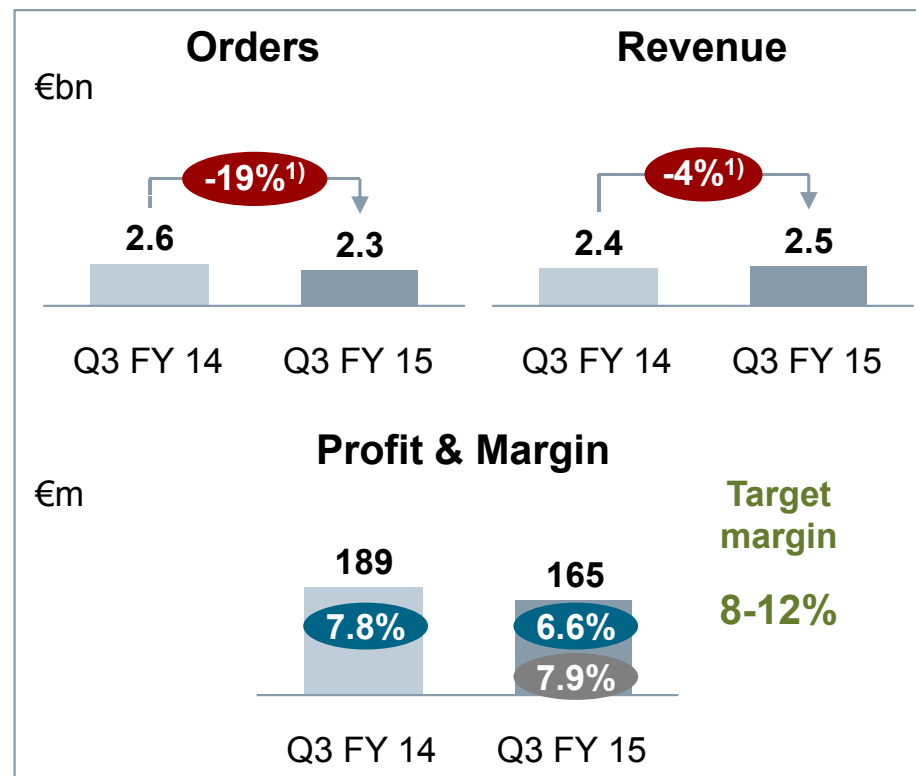 Orders
Revenue
€bn
-19%1)
-4%1)
2.6
2.3
2.4
2.5
Q3 FY 14
Q3 FY 15
Q3 FY 14
Q3 FY 15
Profit & Margin
€m
Target
margin
8-12%
189
165
7.8%
6.6%
7.9%
Q3 FY 14
Q3 FY 15